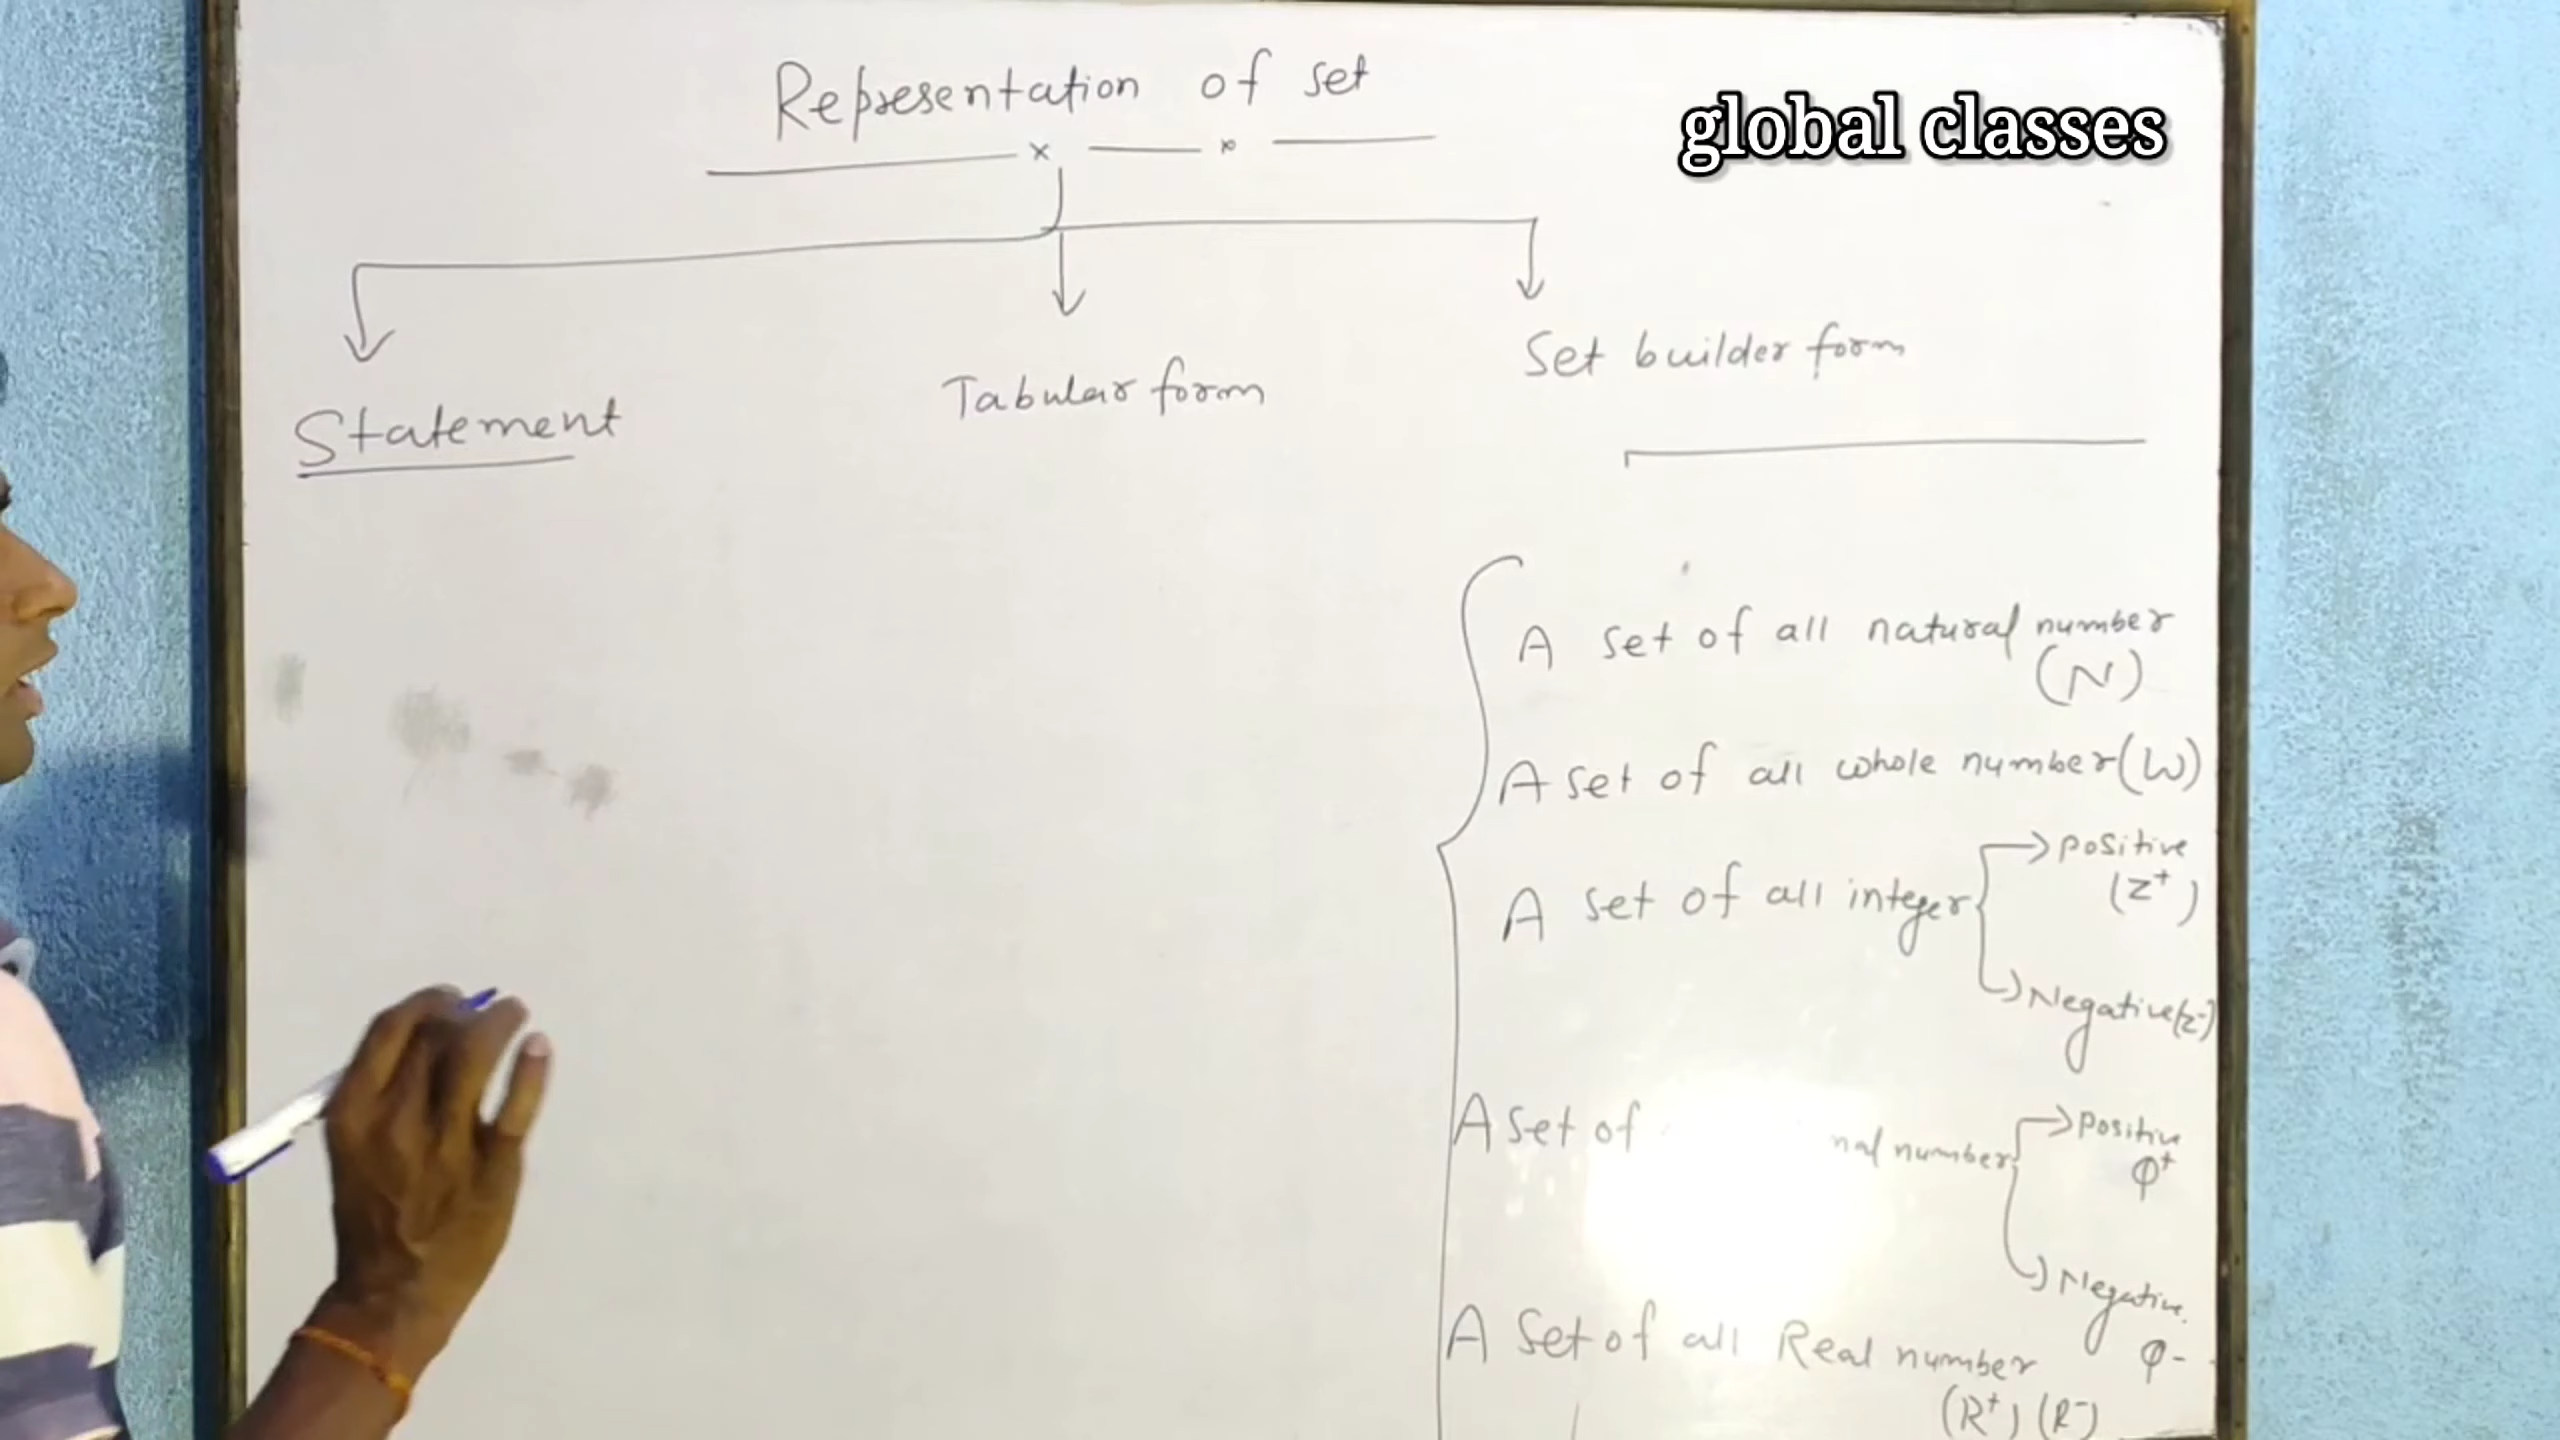 Representation of set
global classes
Statement
Tabular form
Set builder form
A set of all natural number
(N)
A set of all whole number (W)
A set of all integer
positive
(Z⁺)
Negative (Z⁻)
A set of number
Positive
Q⁺
Negative
Q⁻
A set of all Real number
(R⁺) (R⁻)